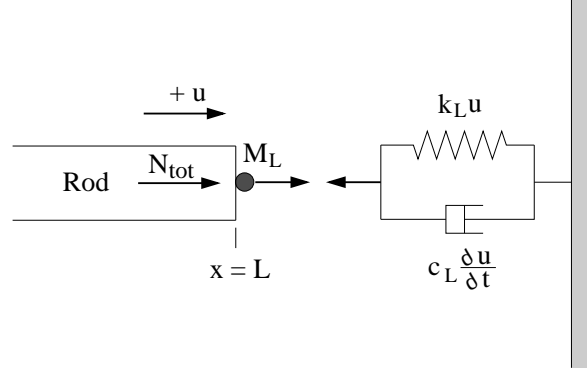 + u
k_L u
M_L
N_tot
Rod
x = L
c_L ∂u/∂t